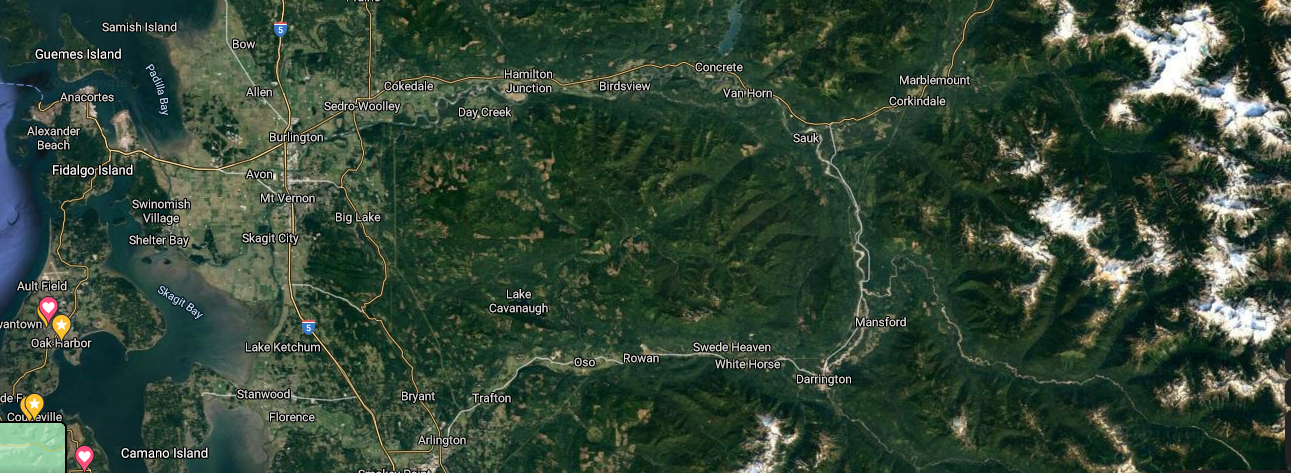 Samish Island
Bow
5
Guemes Island
Padilla Bay
Concrete
Hamilton
Junction
Cokedale
Birdsview
Marblemount
Anacortes
Allen
Van Horn
Corkindale
Sedro-Woolley
Day Creek
Alexander
Beach
Burlington
Sauk
Fidalgo Island
Avon
Mt Vernon
Swinomish
Village
Big Lake
Shelter Bay
Skagit City
Ault Field
Skagit Bay
Lake
Cavanaugh
wantown
5
Mansford
Oak Harbor
Lake Ketchum
Swede Heaven
Oso
Rowan
White Horse
Darrington
Stanwood
Bryant
Trafton
Florence
Arlington
Camano Island